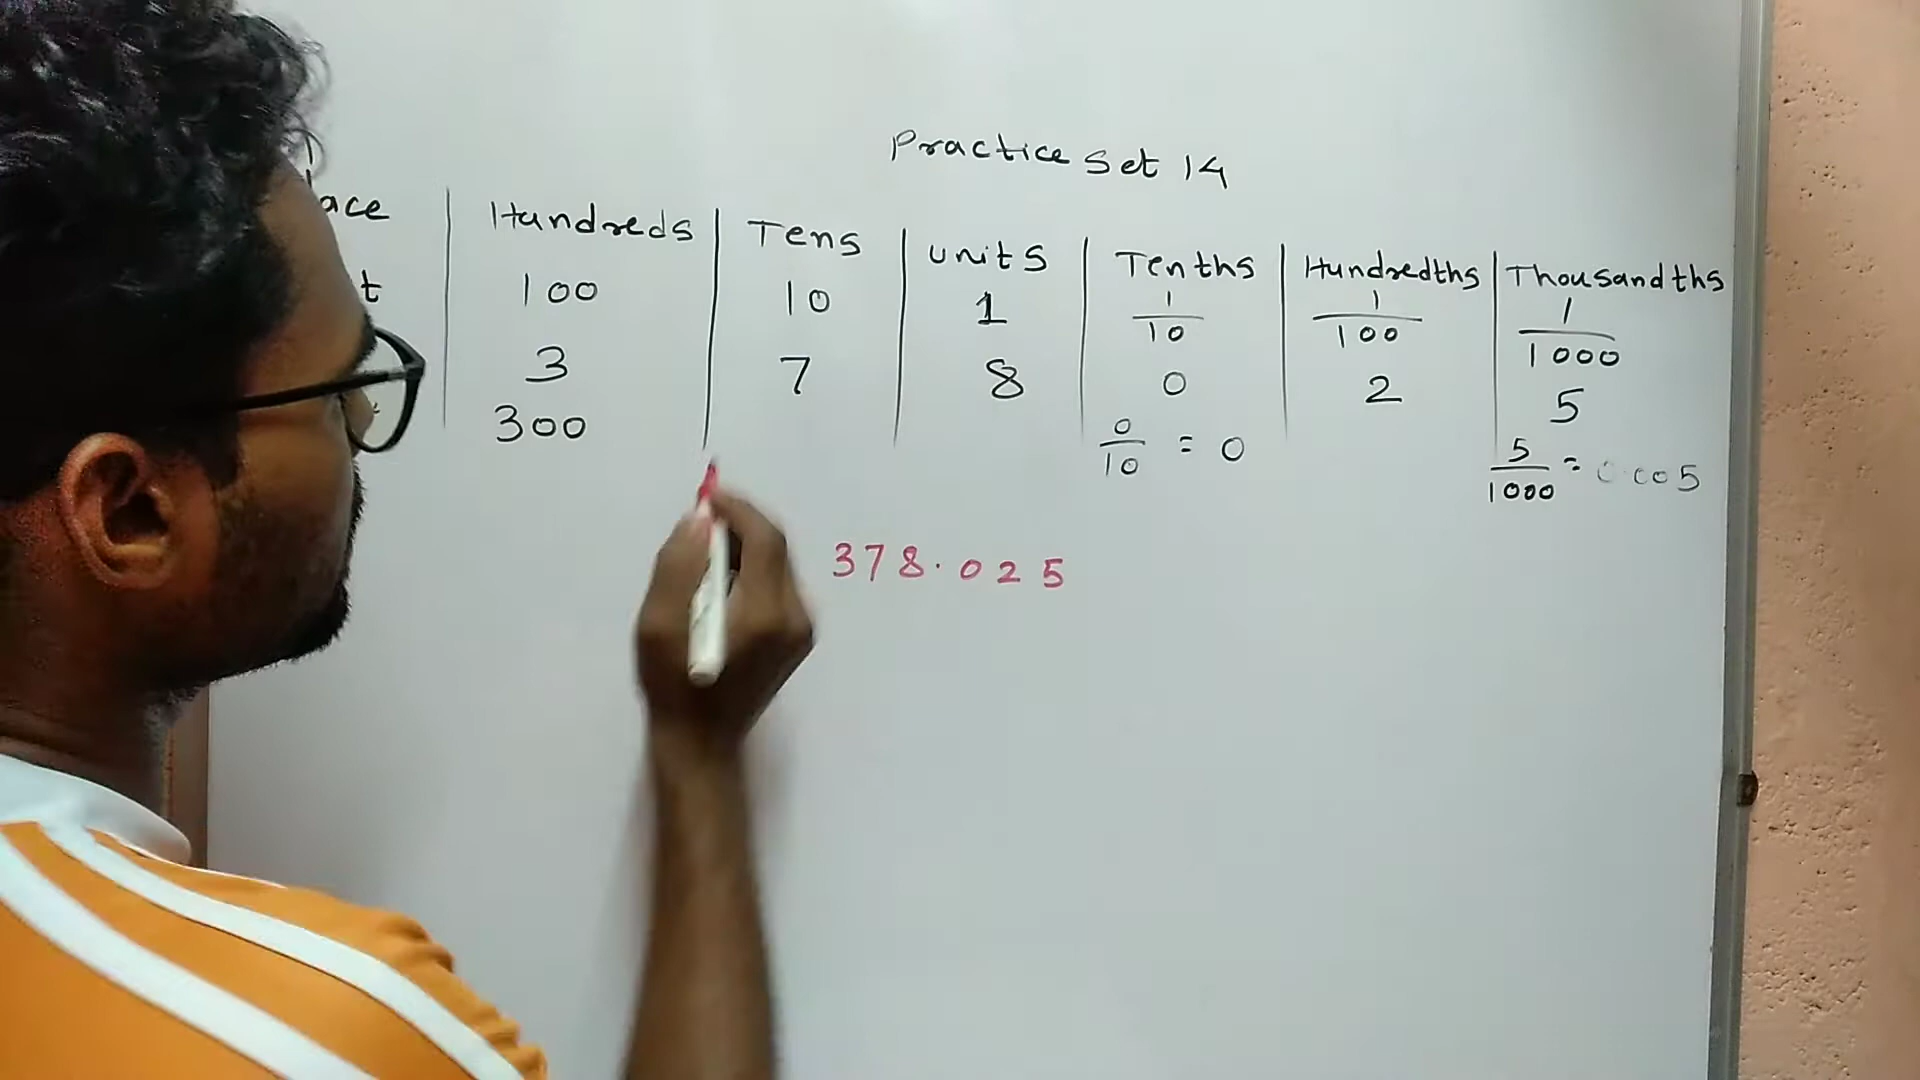 Practice Set 14
ace | Hundreds | Tens | units | Tenths | Hundredths | Thousandths
t | 100 | 10 | 1 | 1/10 | 1/100 | 1/1000
3 | 7 | 8 | 0 | 2 | 5
300 | 0/10 = 0 | 5/1000 = 0.005
378.025